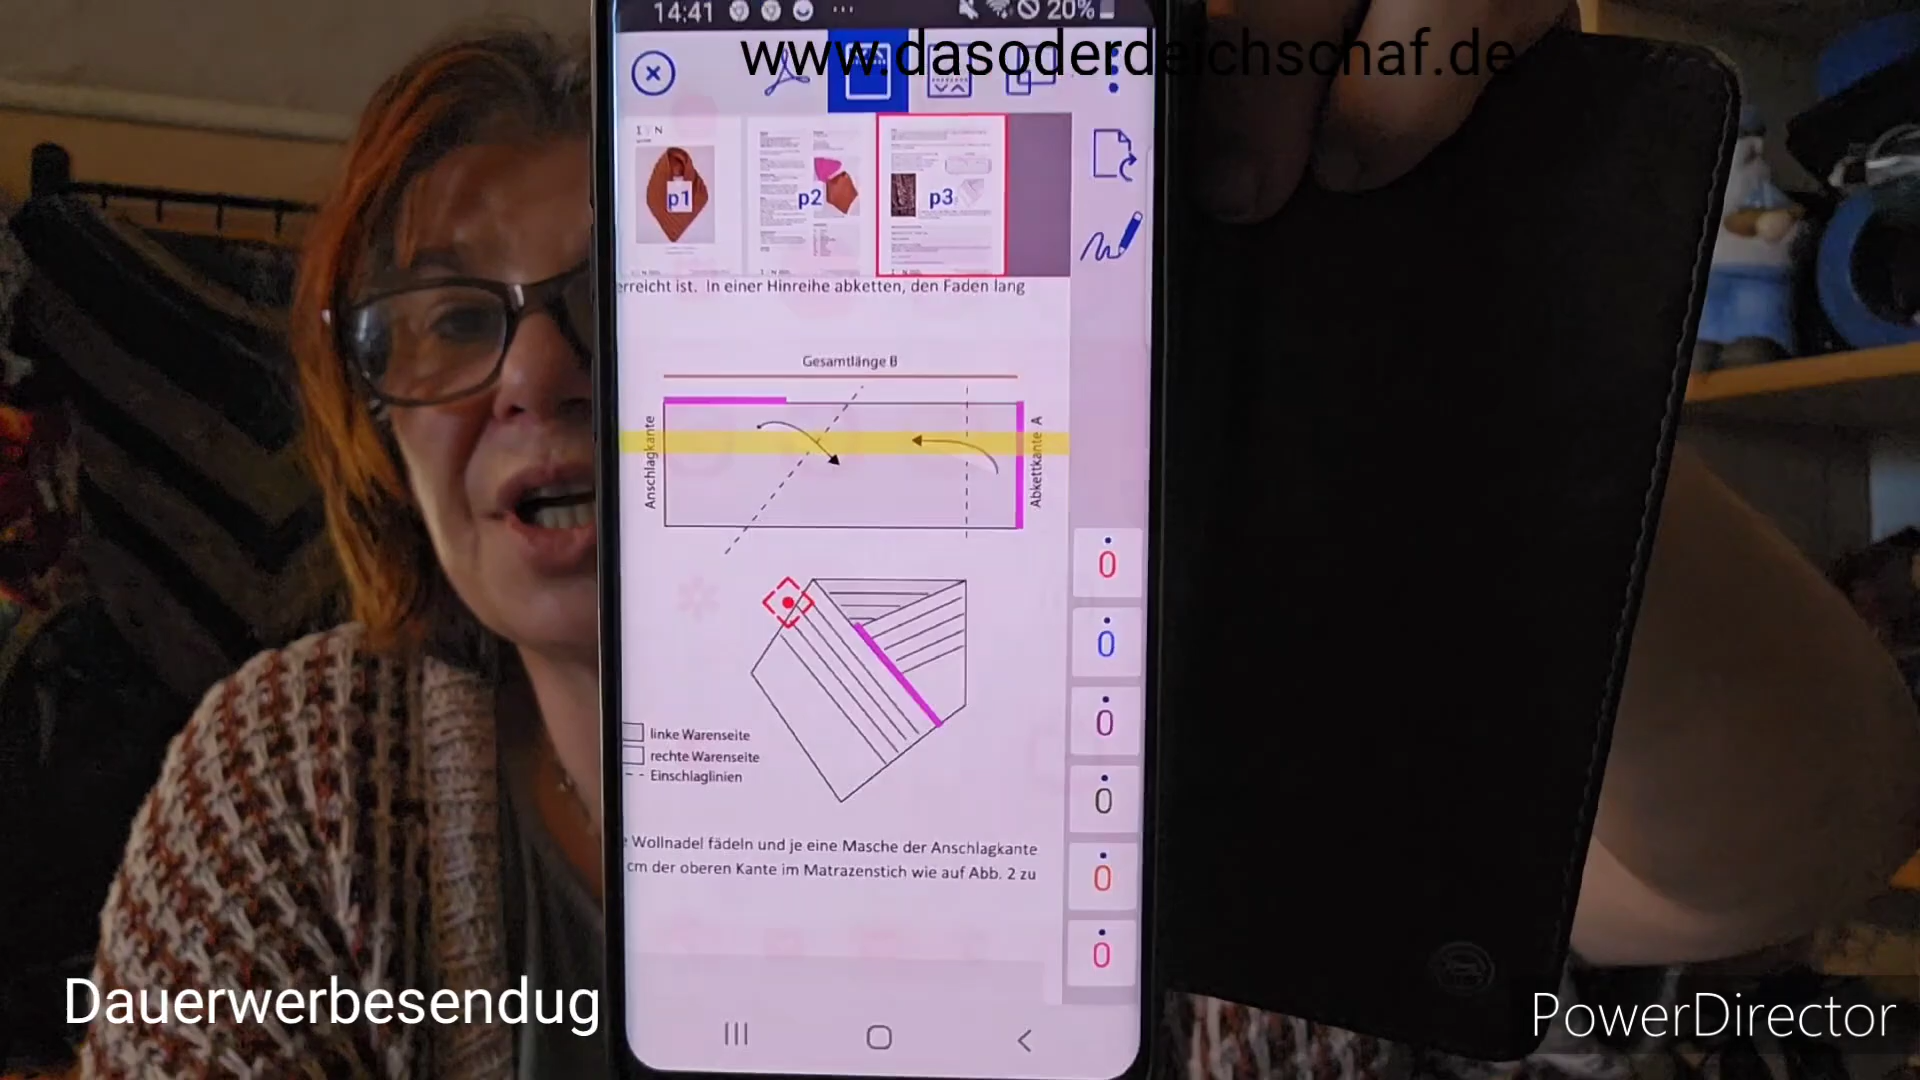 14:41
20%
www.dasoderdeichschaf.de
p1
p2
p3
erreicht ist. In einer Hinreihe abketten, den Faden lang
Gesamtlänge B
Anschlagkante
Abkettkante A
linke Warenseite
rechte Warenseite
Einschlaglinien
Wollnadel fädeln und je eine Masche der Anschlagkante
cm der oberen Kante im Matrazenstich wie auf Abb. 2 zu
0
0
0
0
0
0
Dauerwerbesendug
PowerDirector